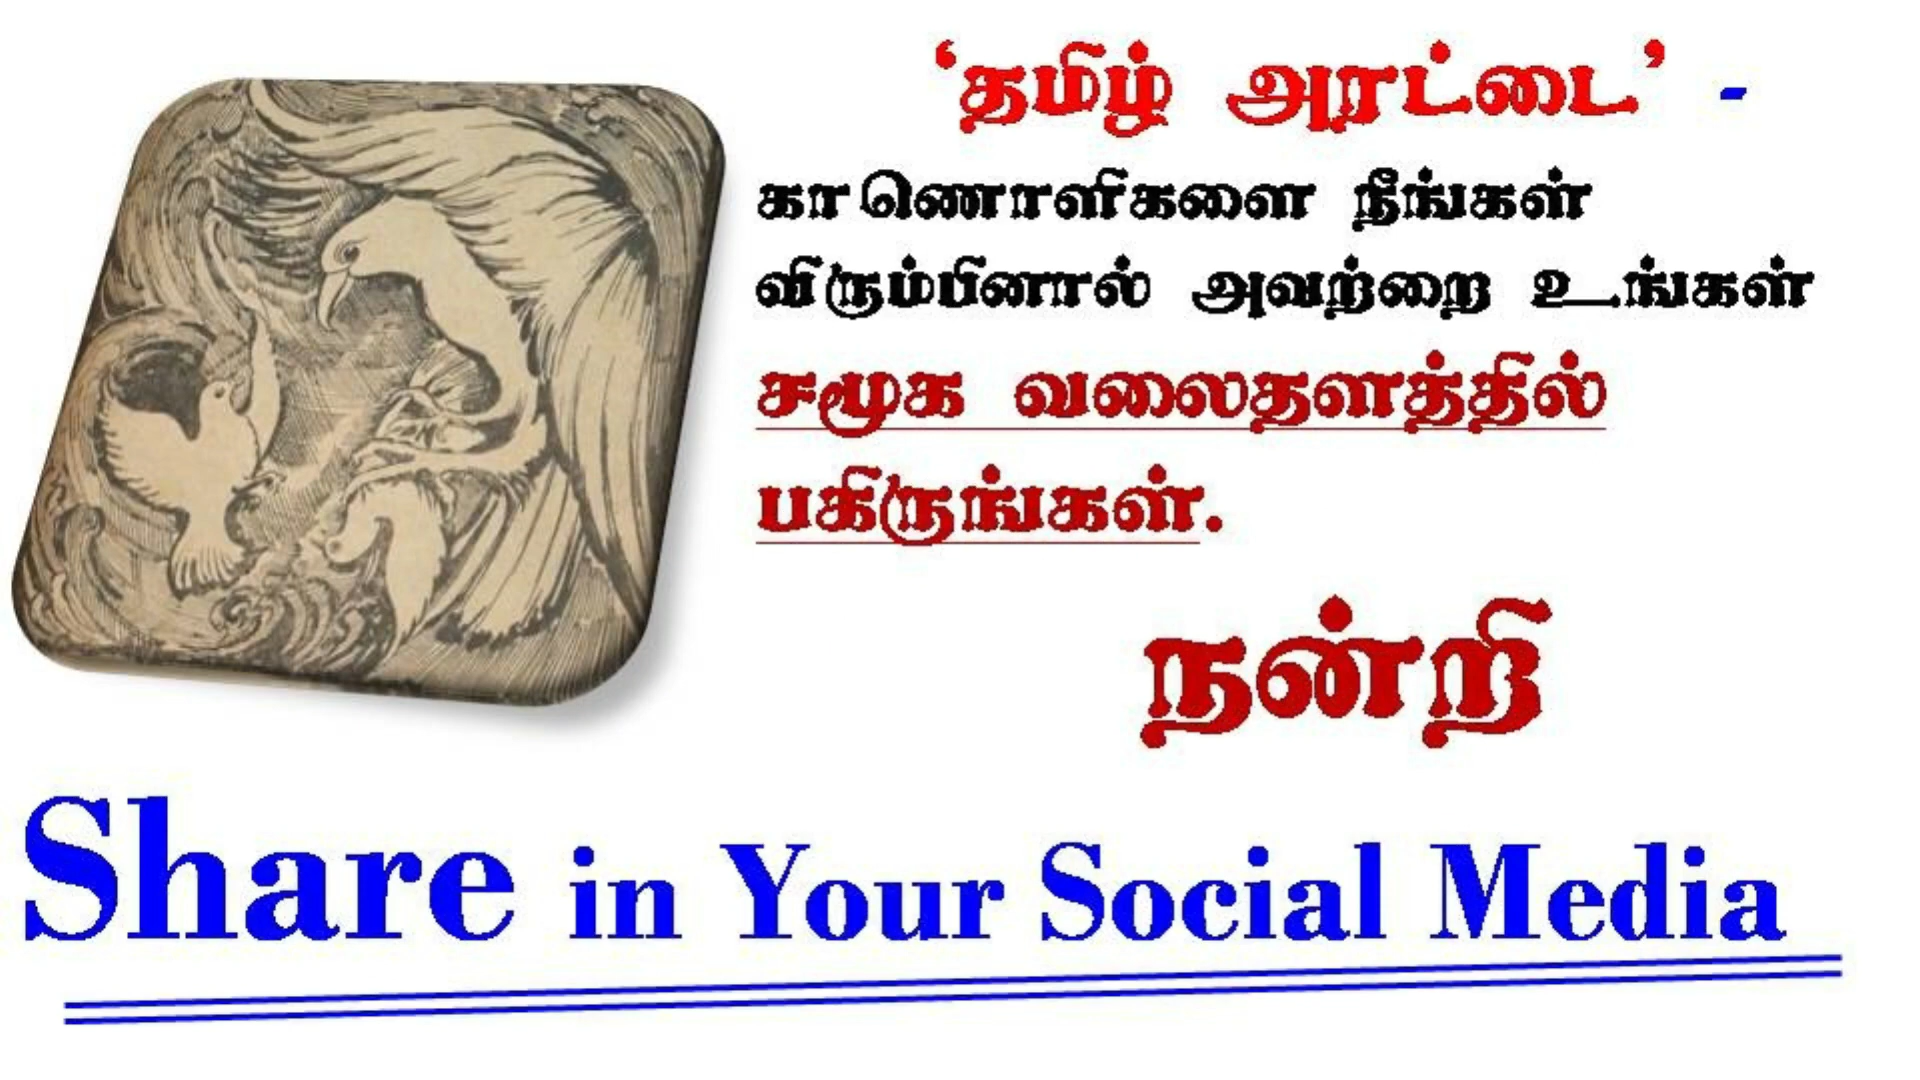 ‘தமிழ் அரட்டை’ -
காணொளிகளை நீங்கள்
விரும்பினால் அவற்றை உங்கள்
சமூக வலைதளத்தில்
பகிருங்கள்.
நன்றி
Share in Your Social Media